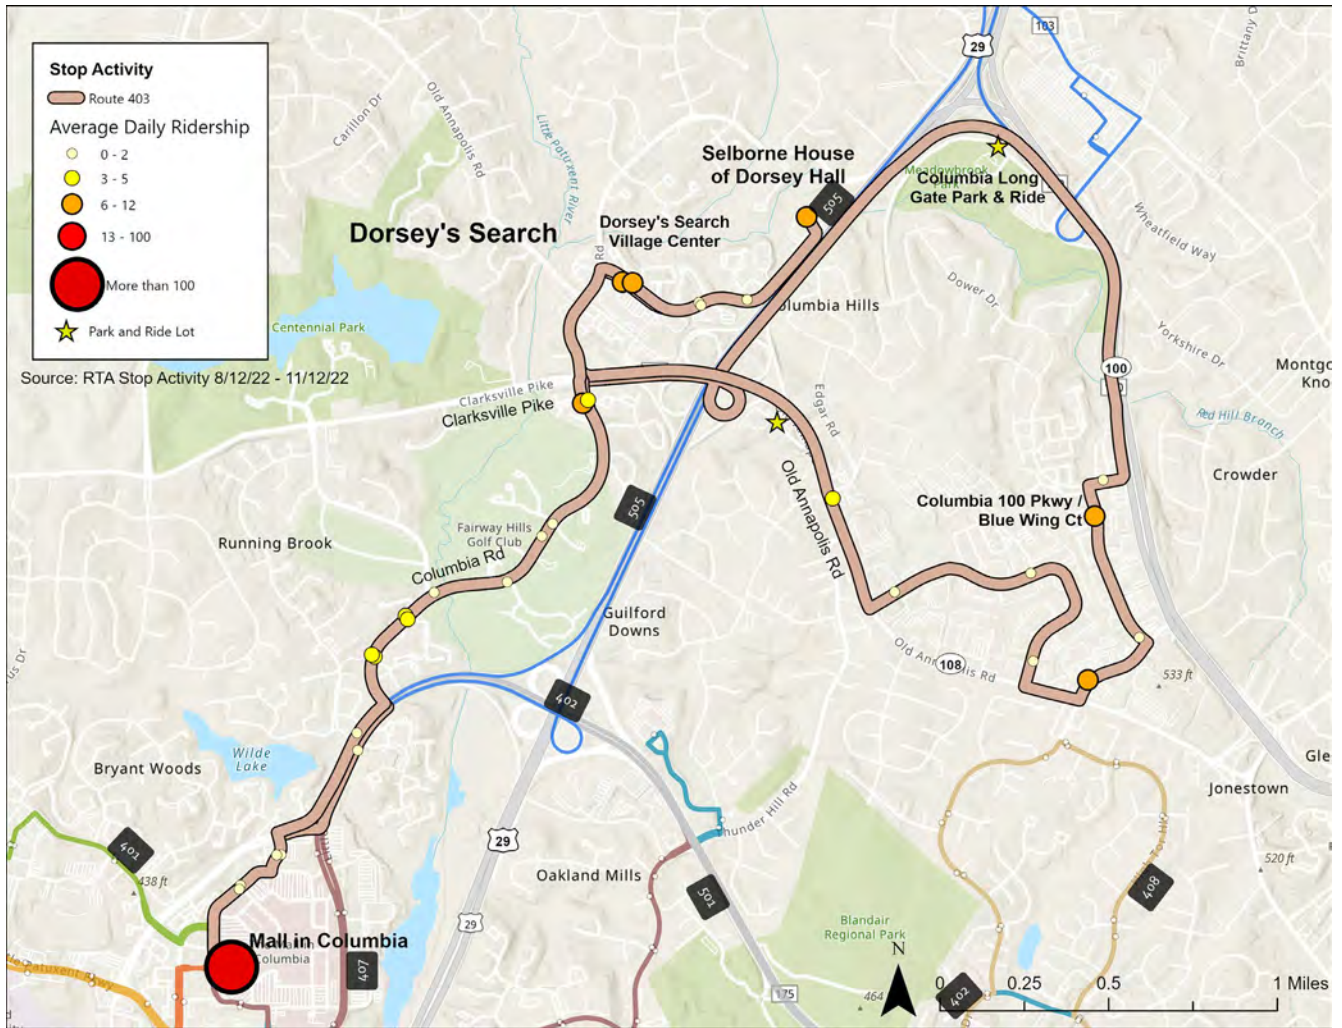 Stop Activity
Route 403
Average Daily Ridership
0 - 2
3 - 5
6 - 12
13 - 100
More than 100
Park and Ride Lot
Source: RTA Stop Activity 8/12/22 - 11/12/22
29
103
Carillon Dr
Old Annapolis Rd
Little Patuxent River
Selborne House
of Dorsey Hall
505
Meadowbrook
Park
Columbia Long
Gate Park & Ride
Wheatfield Way
Dorsey's Search
Dorsey's Search
Village Center
Rd
Centennial Park
Dower Dr
Yorkshire Dr
100
Clarksville Pike
Clarksville Pike
Edgar Rd
Red Hill Branch
Crowder
505
Old Annapolis Rd
Columbia 100 Pkwy /
Blue Wing Ct
Fairway Hills
Golf Club
Running Brook
Columbia Rd
Guilford
Downs
Old Annapolis Rd
108
533 ft
402
Wilde
Lake
Bryant Woods
Jonestown
Thunder Hill Rd
29
401
438 ft
Oakland Mills
501
408
520 ft
Blandair
Regional Park
Mall in Columbia
Columbia
407
29
N
175
464
402
0
0.25
0.5
1 Miles